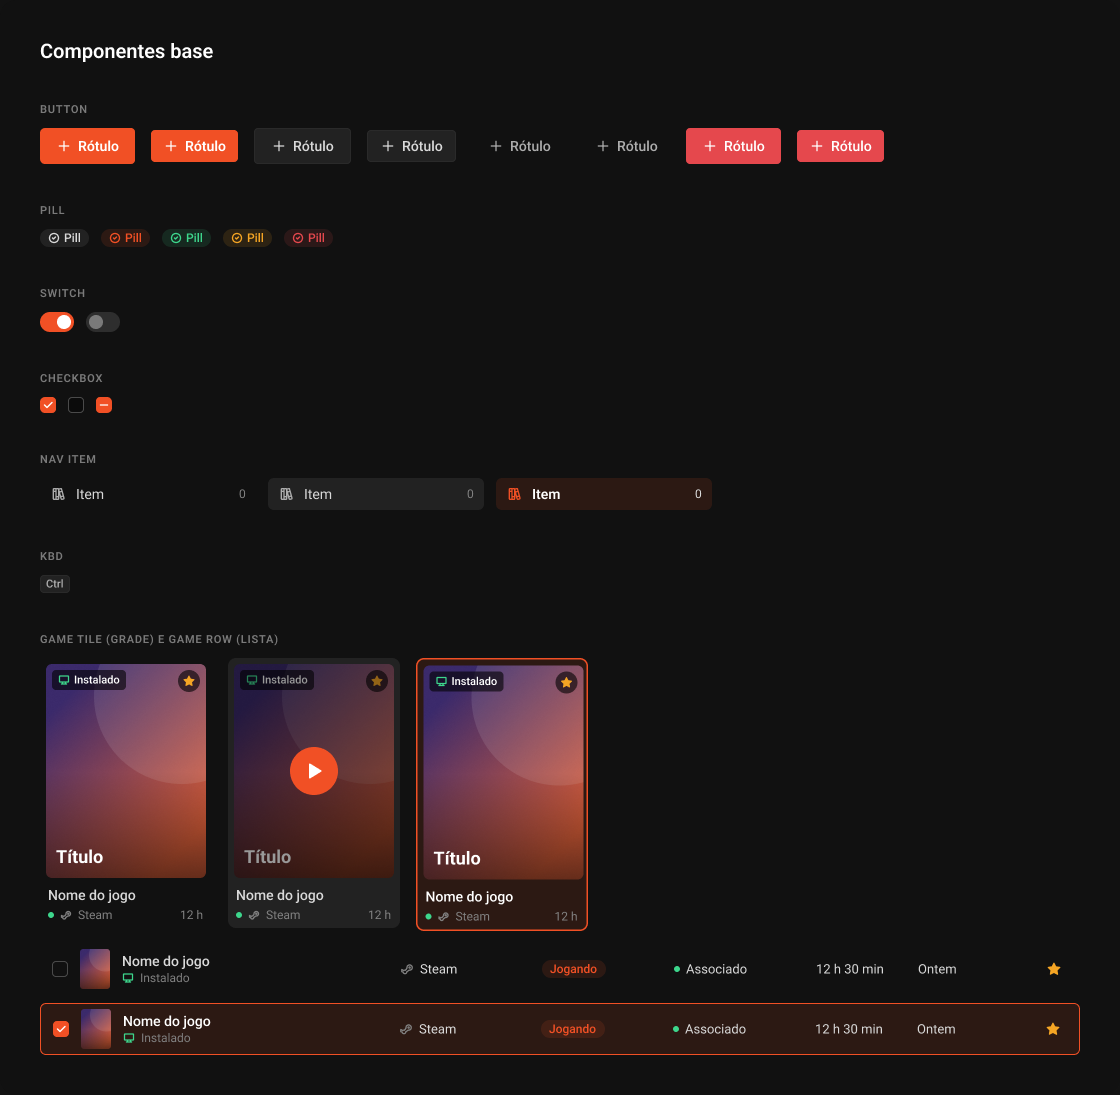 Componentes base
BUTTON
Rótulo Rótulo Rótulo Rótulo Rótulo Rótulo Rótulo Rótulo
PILL
Pill Pill Pill Pill Pill
SWITCH
CHECKBOX
NAV ITEM
Item 0 Item 0 Item 0
KBD
Ctrl
GAME TILE (GRADE) E GAME ROW (LISTA)
Instalado Instalado Instalado
Título Título Título
Nome do jogo Nome do jogo Nome do jogo
Steam 12 h Steam 12 h Steam 12 h
Nome do jogo
Instalado
Steam Jogando Associado 12 h 30 min Ontem
Nome do jogo
Instalado
Steam Jogando Associado 12 h 30 min Ontem